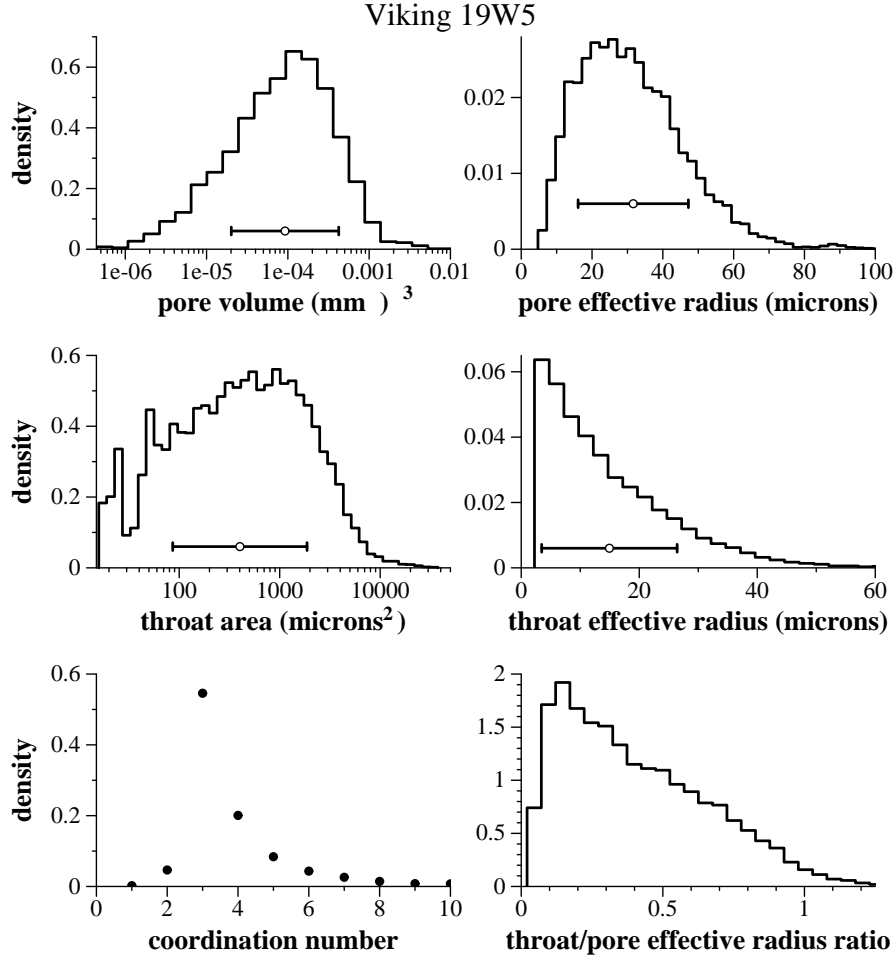 Viking 19W5
density
0.6
0.4
0.2
0
1e-06 1e-05 1e-04 0.001 0.01
pore volume (mm ) 3
0.02
0.01
0
0 20 40 60 80 100
pore effective radius (microns)
density
0.6
0.4
0.2
0
100 1000 10000
throat area (microns2)
0.06
0.04
0.02
0
0 20 40 60
throat effective radius (microns)
density
0.6
0.4
0.2
0
0 2 4 6 8 10
coordination number
2
1.5
1
0.5
0
0 0.5 1
throat/pore effective radius ratio